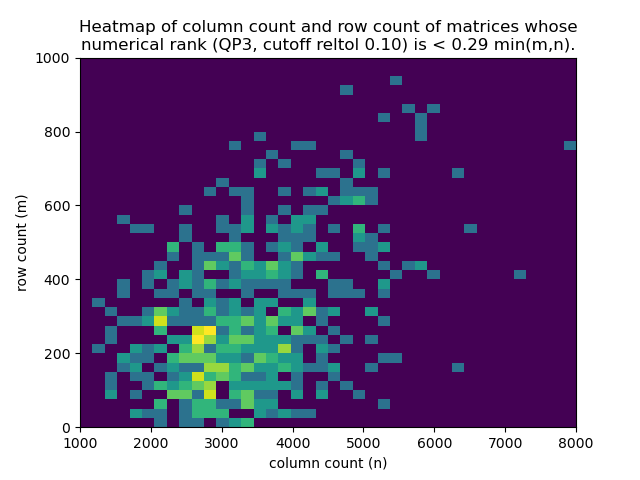 Heatmap of column count and row count of matrices whose
numerical rank (QP3, cutoff reltol 0.10) is < 0.29 min(m,n).
1000
800
600
400
200
0
row count (m)
1000 2000 3000 4000 5000 6000 7000 8000
column count (n)